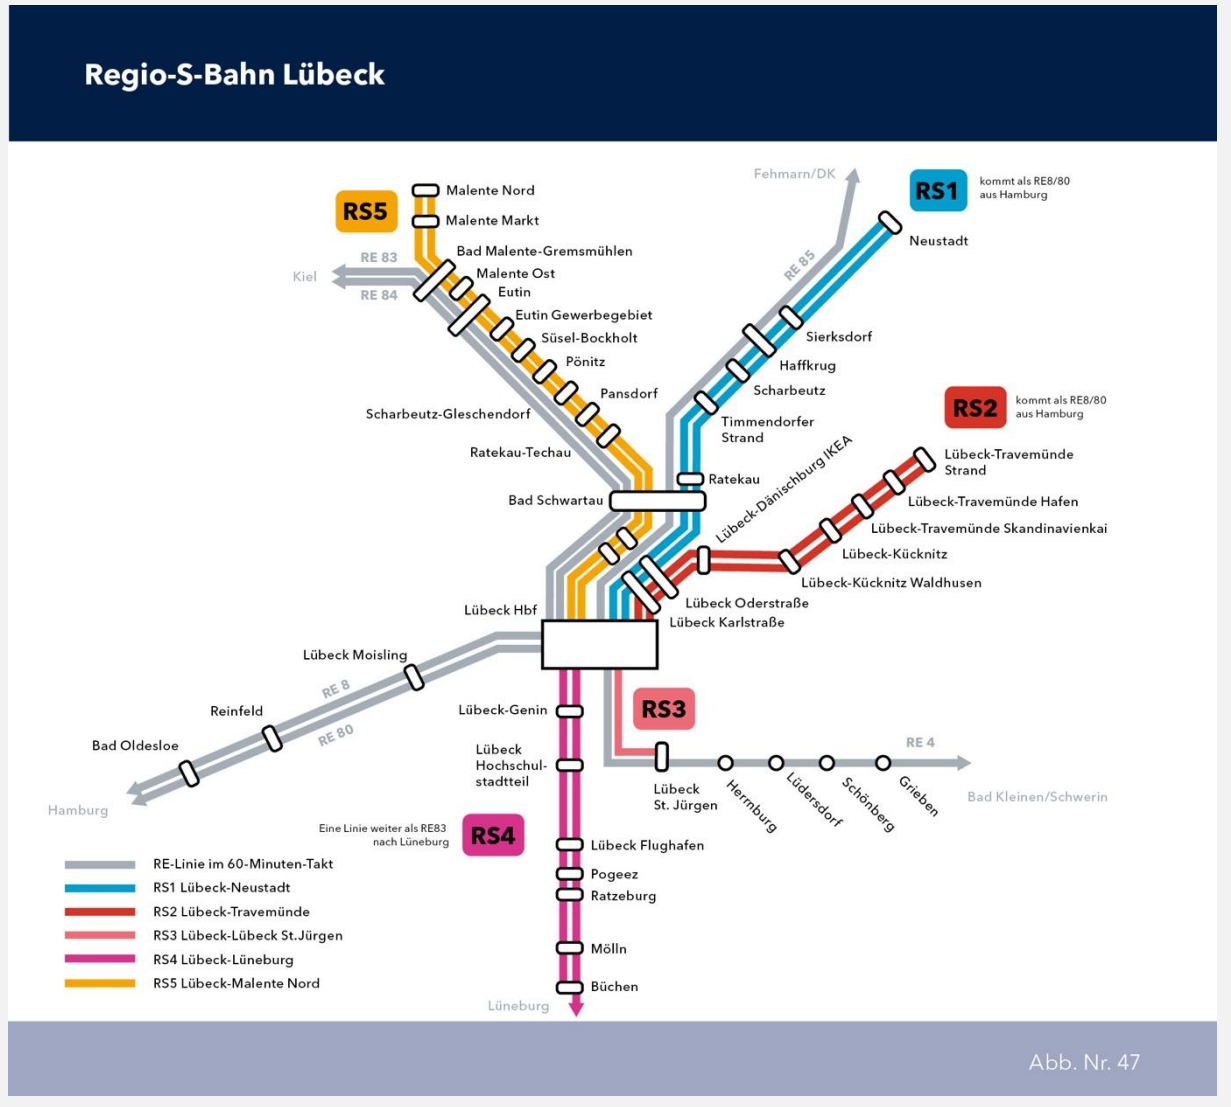 Regio-S-Bahn Lübeck
Fehmarn/DK
RS1
kommt als RE8/80
aus Hamburg
RS5
Malente Nord
Malente Markt
Neustadt
RE 83
Kiel
RE 84
Bad Malente-Gremsmühlen
Malente Ost
Eutin
Eutin Gewerbegebiet
Süsel-Bockholt
Pönitz
Pansdorf
Scharbeutz-Gleschendorf
Ratekau-Techau
RE 85
Sierksdorf
Haffkrug
Scharbeutz
Timmendorfer
Strand
RS2
kommt als RE8/80
aus Hamburg
Ratekau
Bad Schwartau
Lübeck-Dänischburg IKEA
Lübeck-Travemünde
Strand
Lübeck-Travemünde Hafen
Lübeck-Travemünde Skandinavienkai
Lübeck-Kücknitz
Lübeck-Kücknitz Waldhusen
Lübeck Oderstraße
Lübeck Karlstraße
Lübeck Hbf
Lübeck Moisling
RE 8
Reinfeld
RE 80
Bad Oldesloe
Hamburg
Lübeck-Genin
RS3
Lübeck
Hochschul-
stadtteil
Lübeck
St. Jürgen
Herrnburg
Lüdersdorf
Schönberg
Grieben
RE 4
Bad Kleinen/Schwerin
Eine Linie weiter als RE83
nach Lüneburg
RS4
Lübeck Flughafen
Pogeez
Ratzeburg
Mölln
Büchen
Lüneburg
RE-Linie im 60-Minuten-Takt
RS1 Lübeck-Neustadt
RS2 Lübeck-Travemünde
RS3 Lübeck-Lübeck St.Jürgen
RS4 Lübeck-Lüneburg
RS5 Lübeck-Malente Nord
Abb. Nr. 47